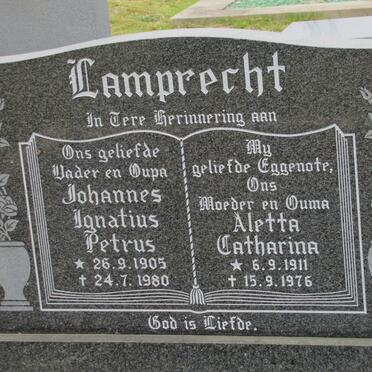 Lamprecht
In Tere Herinnering aan
Ons geliefde
Vader en Oupa
Johannes
Ignatius
Petrus
★ 26.9.1905
✝ 24.7.1980
My
geliefde Eggenote,
Ons
Moeder en Ouma
Aletta
Catharina
★ 6.9.1911
✝ 15.9.1976
God is Liefde.